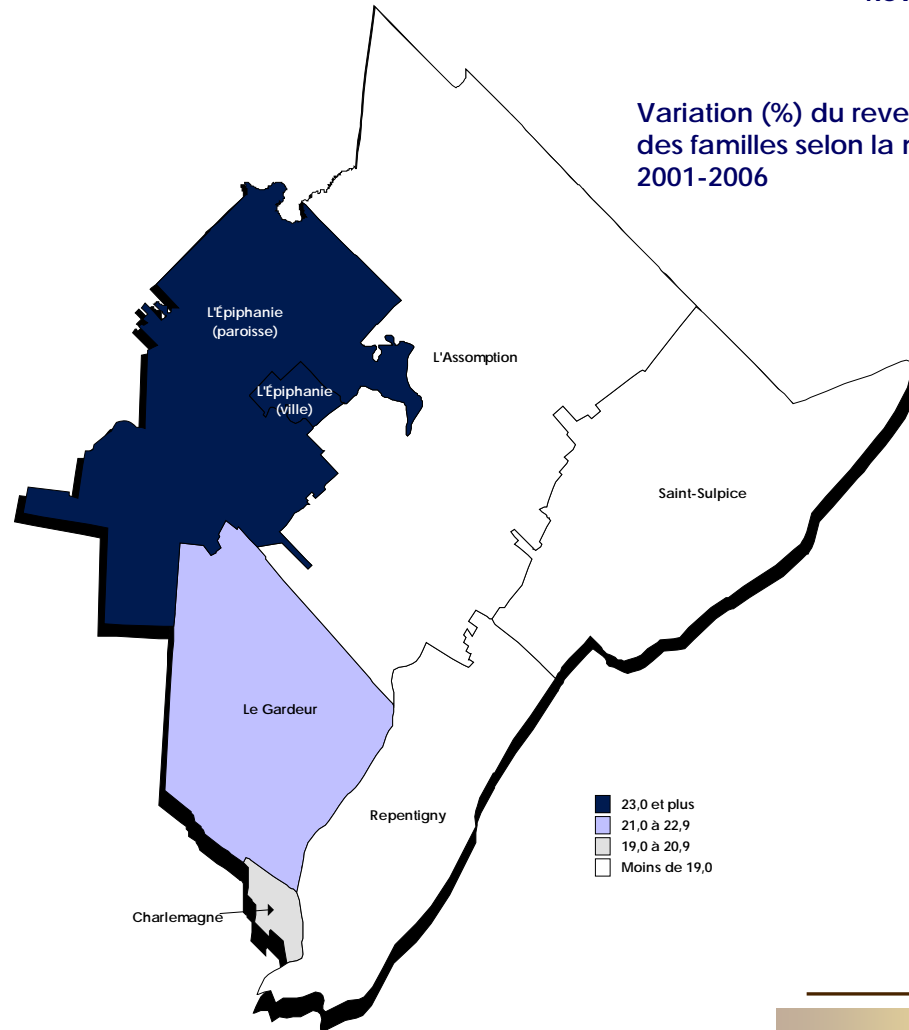 Variation (%) du
des familles selon la
2001-2006
L'Épiphanie
(paroisse)
L'Assomption
L'Épiphanie
(ville)
Saint-Sulpice
Le Gardeur
Repentigny
23,0 et plus
21,0 à 22,9
19,0 à 20,9
Moins de 19,0
Charlemagne